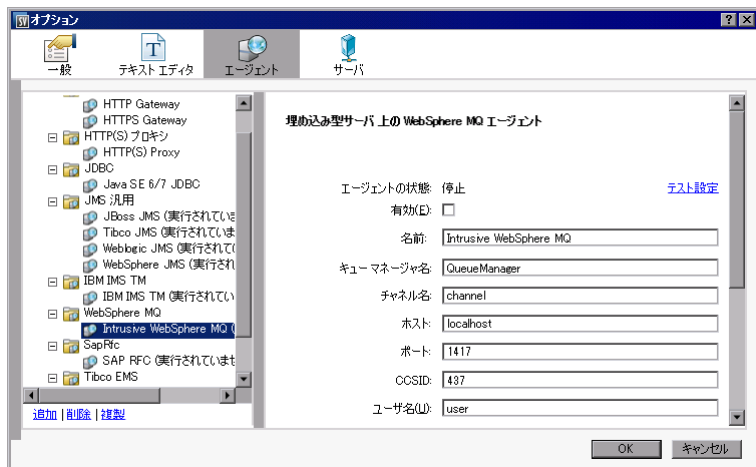 SV オプション
一般
テキスト エディタ
エージェント
サーバ
HTTP Gateway
HTTPS Gateway
HTTP(S) プロキシ
HTTP(S) Proxy
JDBC
Java SE 6/7 JDBC
JMS 汎用
JBoss JMS (実行されていま
Tibco JMS (実行されていま
Weblogic JMS (実行されて(
WebSphere JMS (実行され
IBM IMS TM
IBM IMS TM (実行されてい
WebSphere MQ
Intrusive WebSphere MQ (
SapRfc
SAP RFC (実行されていませ
Tibco EMS
追加 | 削除 | 複製
埋め込み型サーバ 上の WebSphere MQ エージェント
エージェントの状態: 停止
テスト設定
有効(E):
名前: Intrusive WebSphere MQ
キュー マネージャ名: QueueManager
チャネル名: channel
ホスト: localhost
ポート: 1417
CCSID: 437
ユーザ名(U): user
OK
キャンセル